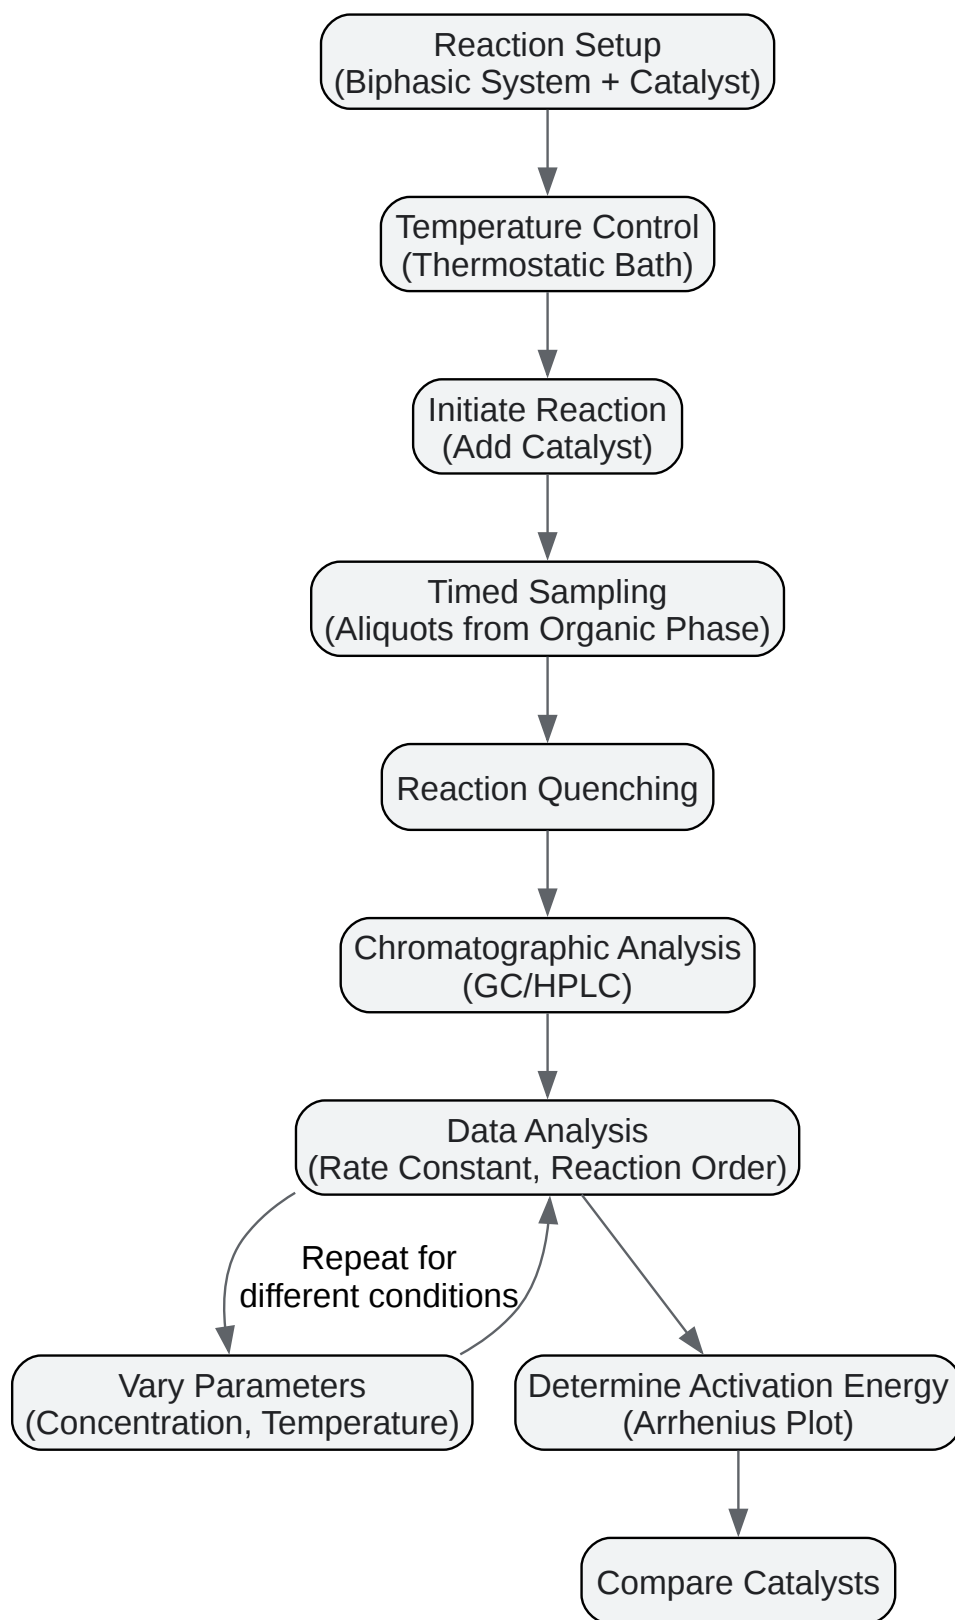 Reaction Setup
(Biphasic System + Catalyst)
Temperature Control
(Thermostatic Bath)
Initiate Reaction
(Add Catalyst)
Timed Sampling
(Aliquots from Organic Phase)
Reaction Quenching
Chromatographic Analysis
(GC/HPLC)
Data Analysis
(Rate Constant, Reaction Order)
Repeat for
different conditions
Vary Parameters
(Concentration, Temperature)
Determine Activation Energy
(Arrhenius Plot)
Compare Catalysts